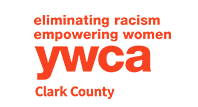 eliminating racism
empowering women
ywca
Clark County